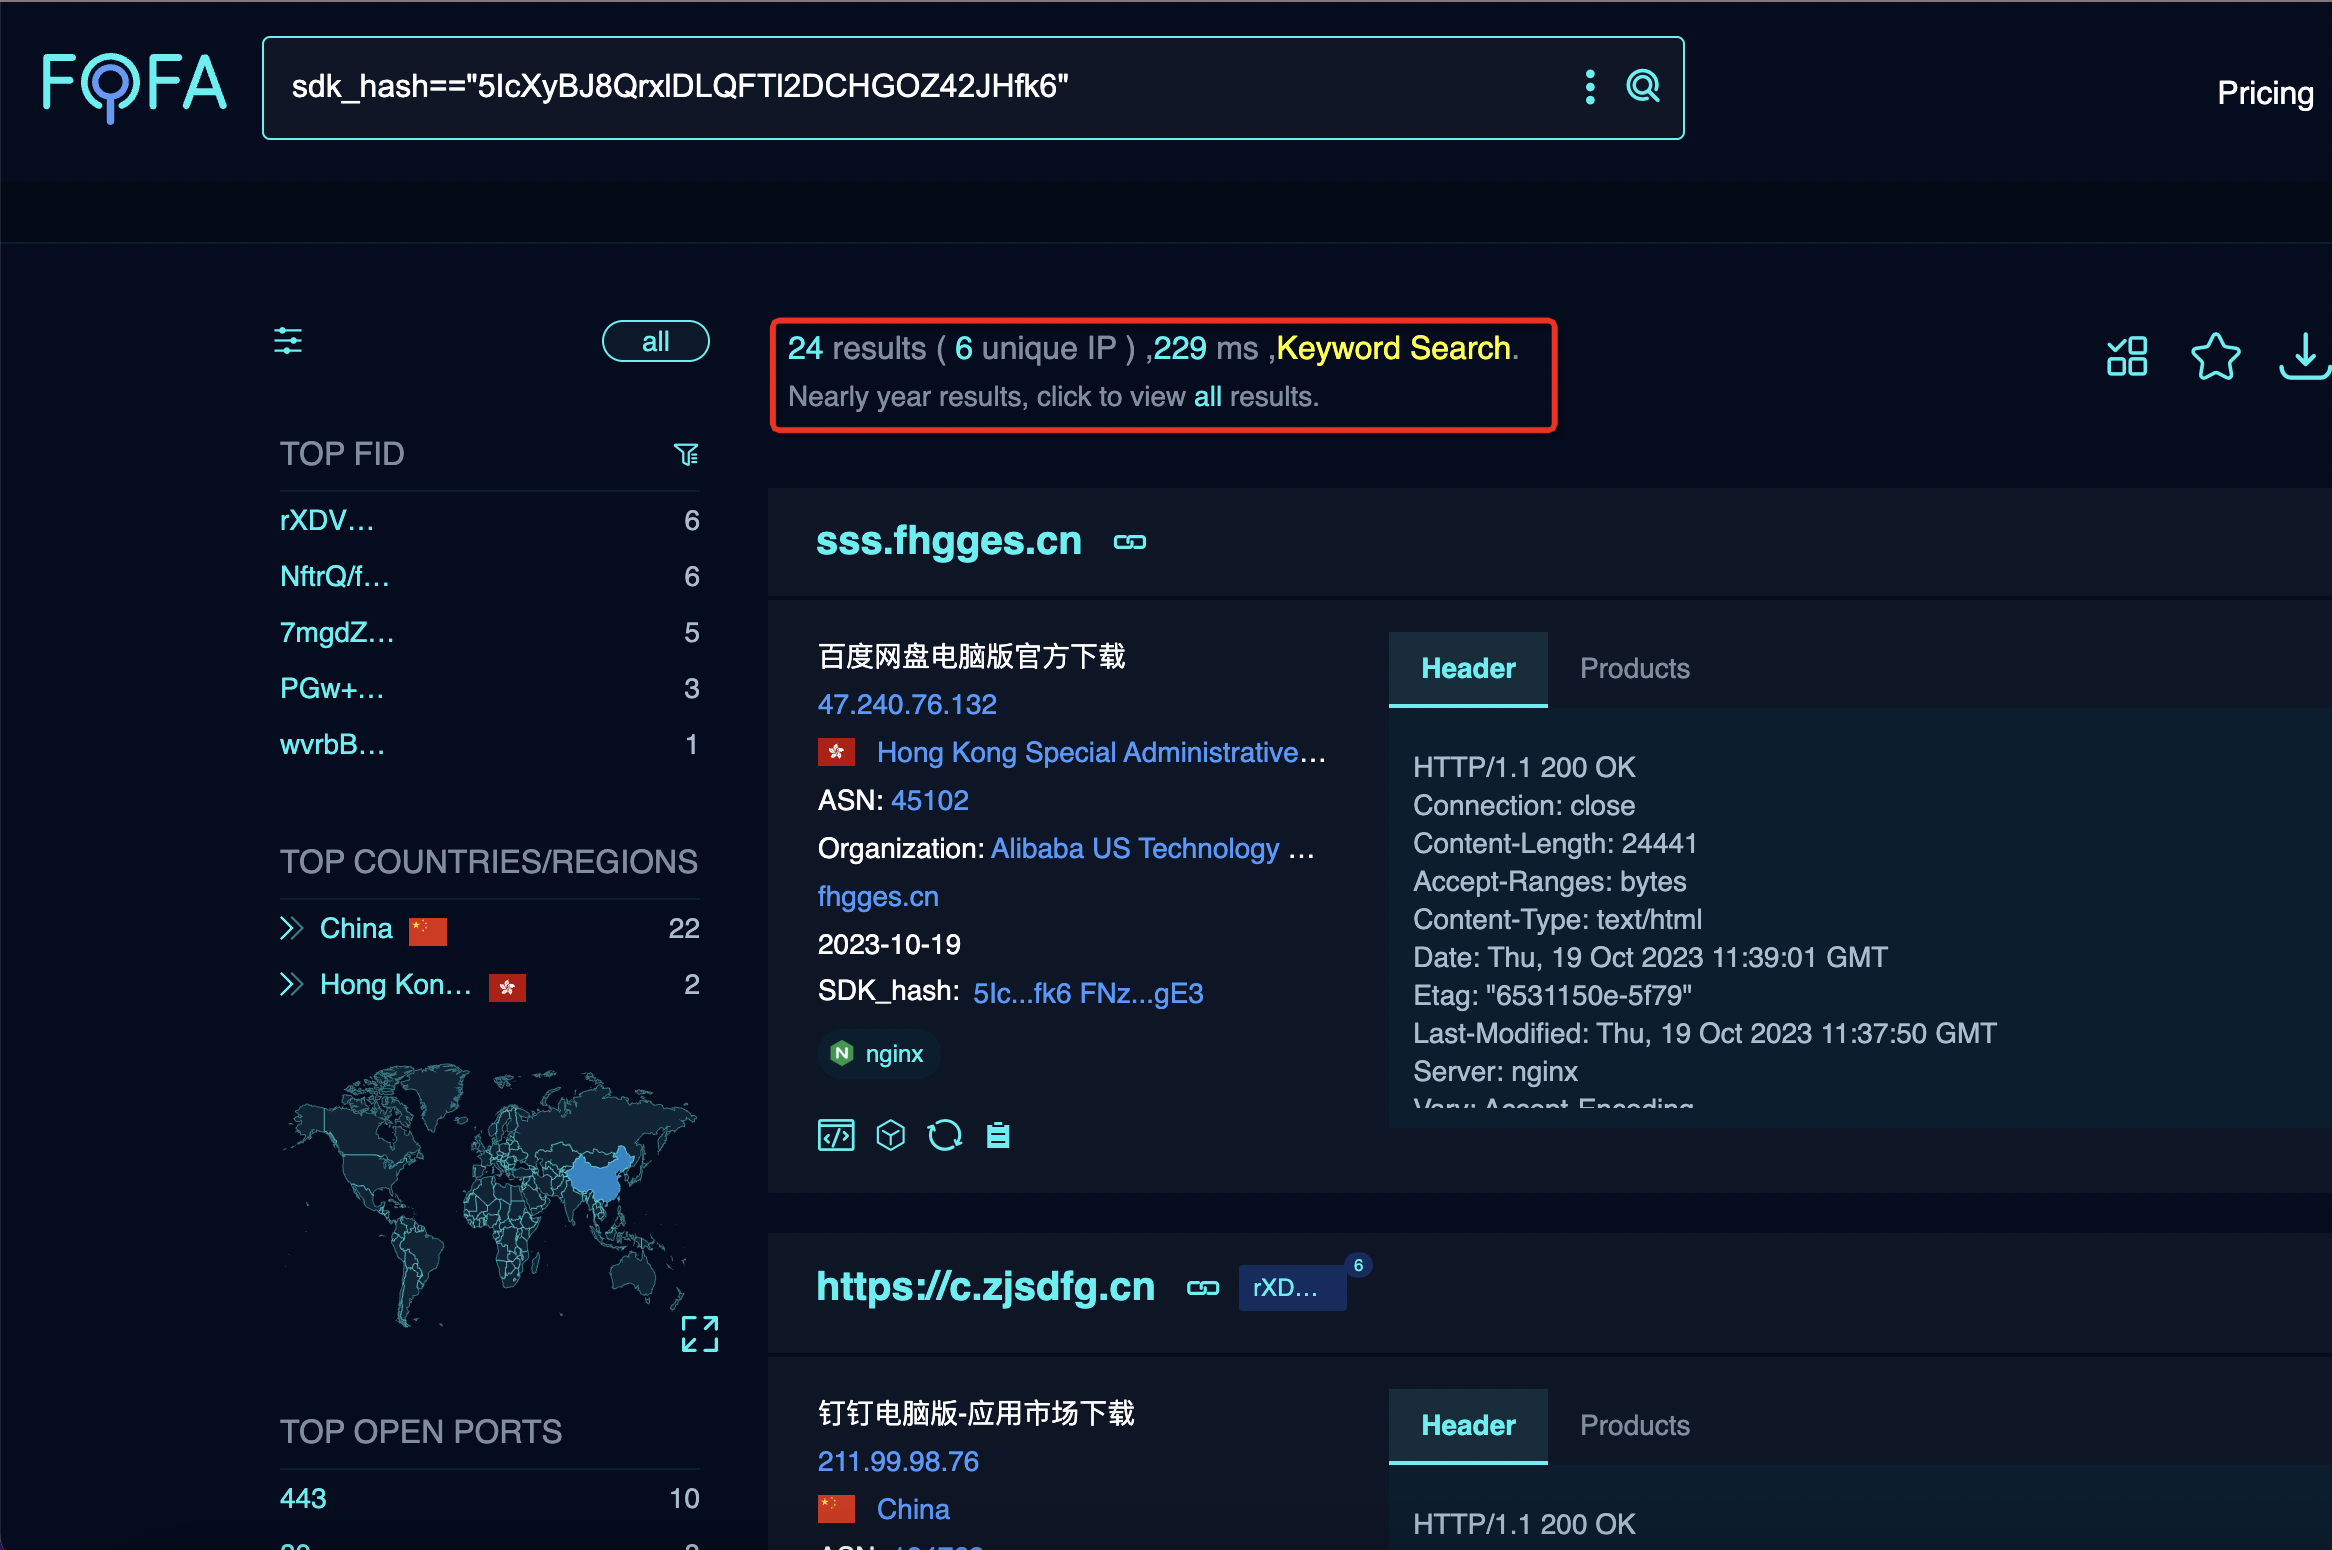 FOFA
sdk_hash=="5IcXyBJ8QrxlDLQFTl2DCHGOZ42JHfk6"
Pricing
all
24 results ( 6 unique IP ) ,229 ms ,Keyword Search.
Nearly year results, click to view all results.
TOP FID
rXDV... 6
NftrQ/f... 6
7mgdZ... 5
PGw+... 3
wvrbB... 1
TOP COUNTRIES/REGIONS
China 22
Hong Kon... 2
TOP OPEN PORTS
443 10
sss.fhgges.cn
百度网盘电脑版官方下载
47.240.76.132
Hong Kong Special Administrative...
ASN: 45102
Organization: Alibaba US Technology ...
fhgges.cn
2023-10-19
SDK_hash: 5Ic...fk6 FNz...gE3
nginx
Header Products
HTTP/1.1 200 OK
Connection: close
Content-Length: 24441
Accept-Ranges: bytes
Content-Type: text/html
Date: Thu, 19 Oct 2023 11:39:01 GMT
Etag: "6531150e-5f79"
Last-Modified: Thu, 19 Oct 2023 11:37:50 GMT
Server: nginx
Vary: Accept-Encoding
https://c.zjsdfg.cn rXD... 6
钉钉电脑版-应用市场下载
211.99.98.76
China
Header Products
HTTP/1.1 200 OK